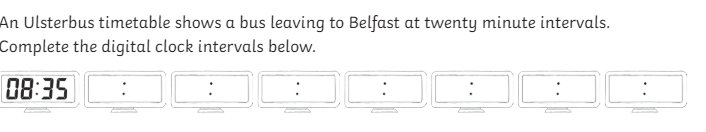 An Ulsterbus timetable shows a bus leaving to Belfast at twenty minute intervals.
Complete the digital clock intervals below.
08:35 : : : : : : :